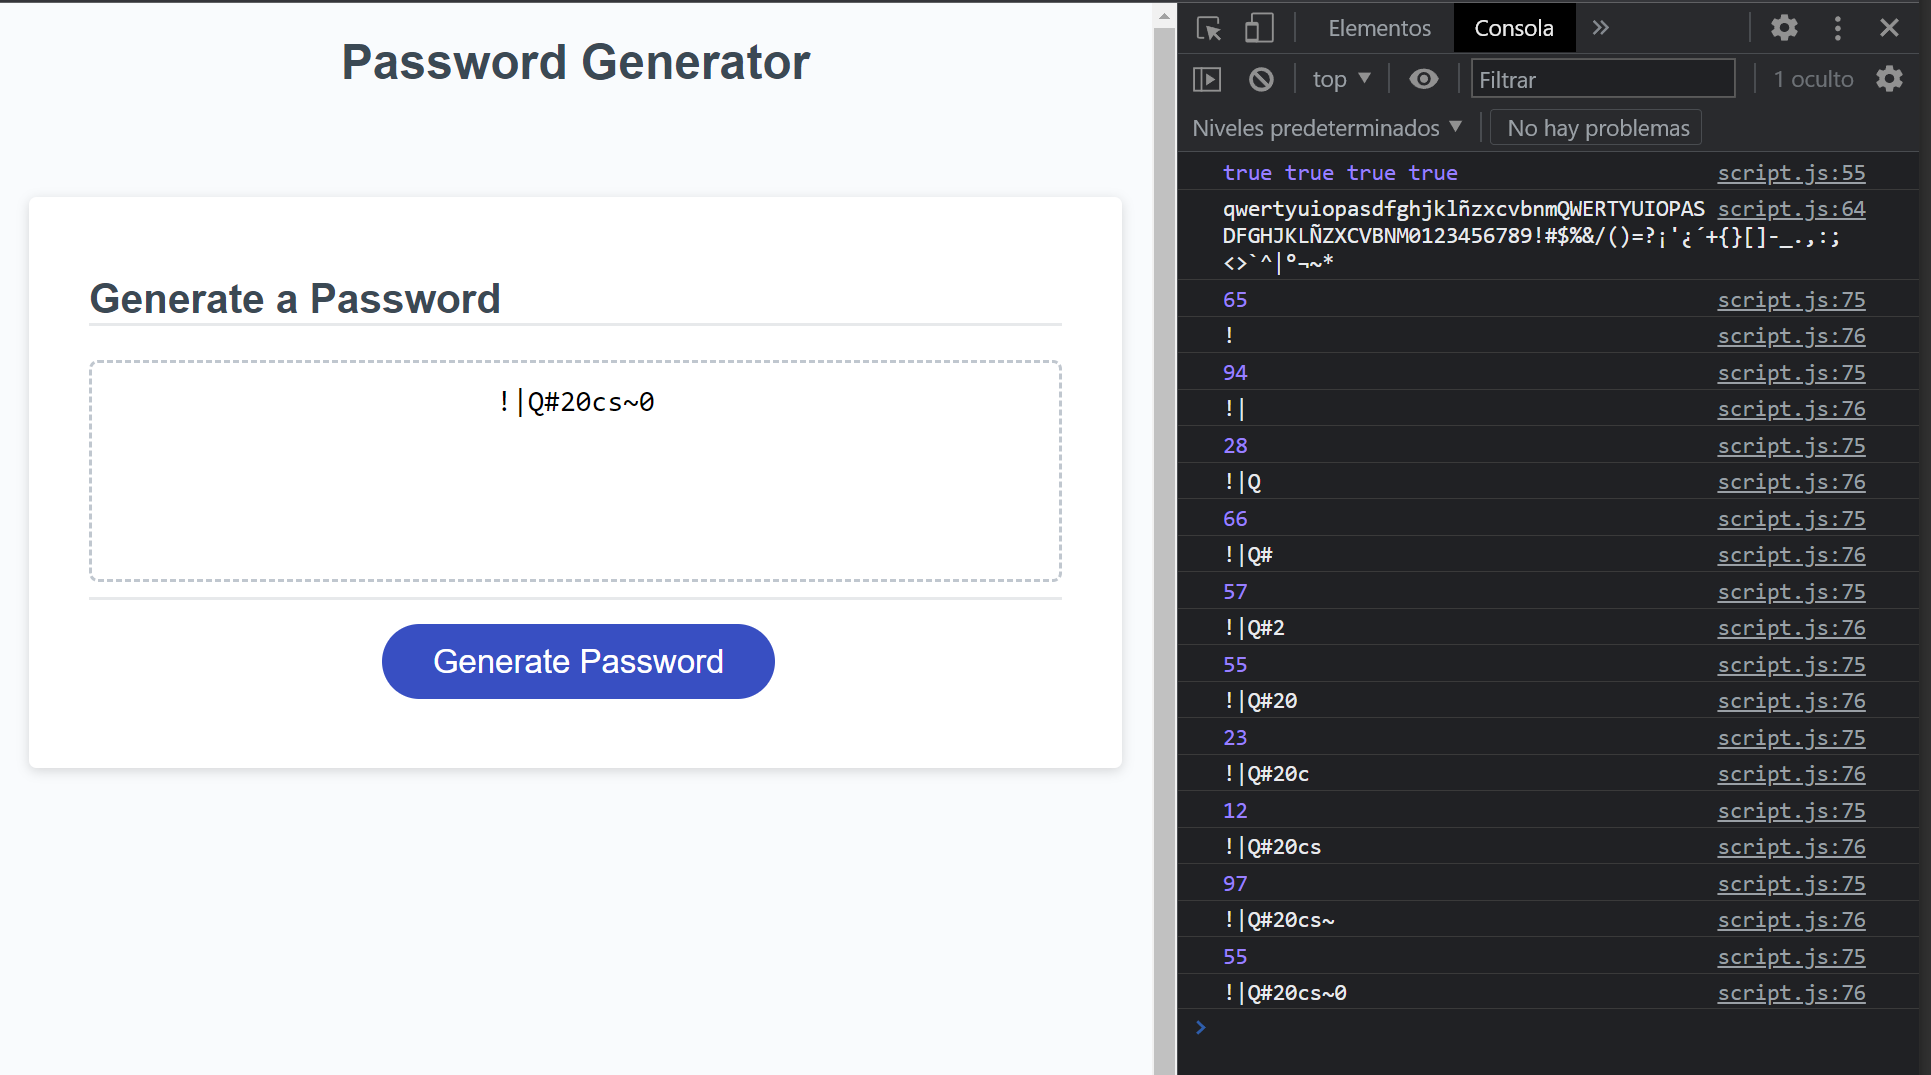 Password Generator
Generate a Password
!|Q#20cs~0
Generate Password
Elementos Consola
top Filtrar 1 oculto
Niveles predeterminados No hay problemas
true true true true script.js:55
qwertyuiopasdfghjklñzxcvbnmQWERTYUIOPAS script.js:64
DFGHJKLÑZXCVBNM0123456789!#$%&/()=?¡'¿´+{}[]-_.,:;
<>`^|°¬~*
65 script.js:75
! script.js:76
94 script.js:75
!| script.js:76
28 script.js:75
!|Q script.js:76
66 script.js:75
!|Q# script.js:76
57 script.js:75
!|Q#2 script.js:76
55 script.js:75
!|Q#20 script.js:76
23 script.js:75
!|Q#20c script.js:76
12 script.js:75
!|Q#20cs script.js:76
97 script.js:75
!|Q#20cs~ script.js:76
55 script.js:75
!|Q#20cs~0 script.js:76